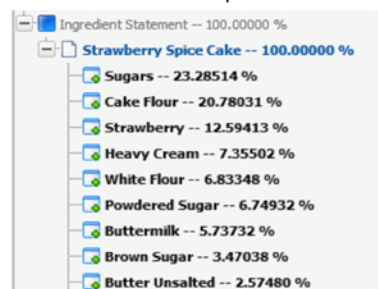 Ingredient Statement -- 100.00000 %
Strawberry Spice Cake -- 100.00000 %
Sugars -- 23.28514 %
Cake Flour -- 20.78031 %
Strawberry -- 12.59413 %
Heavy Cream -- 7.35502 %
White Flour -- 6.83348 %
Powdered Sugar -- 6.74932 %
Buttermilk -- 5.73732 %
Brown Sugar -- 3.47038 %
Butter Unsalted -- 2.57480 %